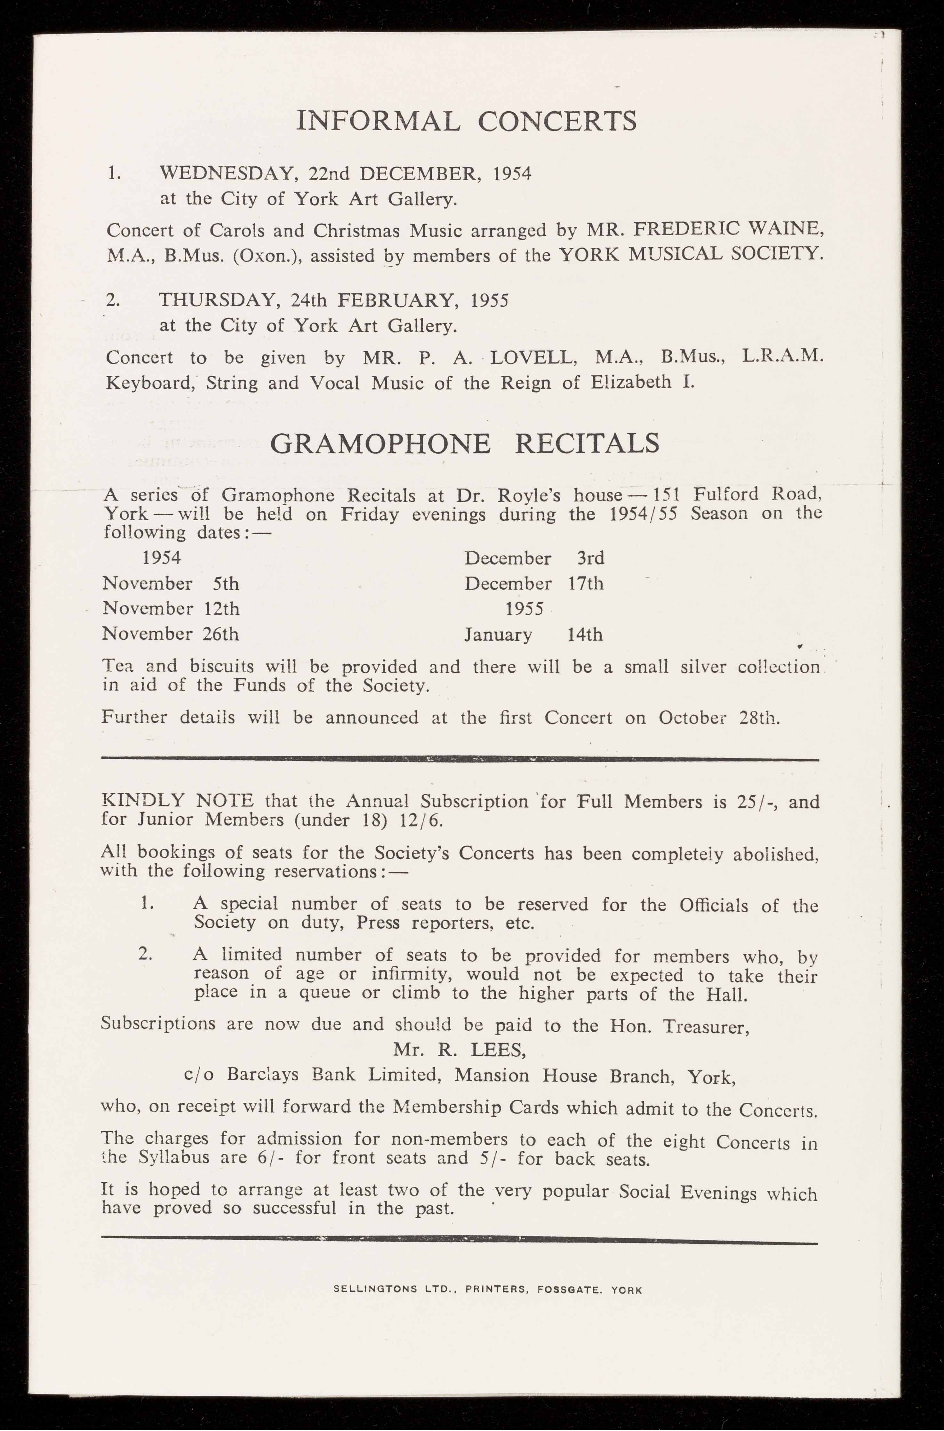 INFORMAL CONCERTS
1. WEDNESDAY, 22nd DECEMBER, 1954
at the City of York Art Gallery.
Concert of Carols and Christmas Music arranged by MR. FREDERIC WAINE,
M.A., B.Mus. (Oxon.), assisted by members of the YORK MUSICAL SOCIETY.
2. THURSDAY, 24th FEBRUARY, 1955
at the City of York Art Gallery.
Concert to be given by MR. P. A. LOVELL, M.A., B.Mus., L.R.A.M.
Keyboard, String and Vocal Music of the Reign of Elizabeth I.
GRAMOPHONE RECITALS
A series of Gramophone Recitals at Dr. Royle's house — 151 Fulford Road,
York — will be held on Friday evenings during the 1954/55 Season on the
following dates: —
1954
November 5th
November 12th
November 26th
December 3rd
December 17th
1955
January 14th
Tea and biscuits will be provided and there will be a small silver collection
in aid of the Funds of the Society.
Further details will be announced at the first Concert on October 28th.
KINDLY NOTE that the Annual Subscription for Full Members is 25/-, and
for Junior Members (under 18) 12/6.
All bookings of seats for the Society's Concerts has been completely abolished,
with the following reservations: —
1. A special number of seats to be reserved for the Officials of the
Society on duty, Press reporters, etc.
2. A limited number of seats to be provided for members who, by
reason of age or infirmity, would not be expected to take their
place in a queue or climb to the higher parts of the Hall.
Subscriptions are now due and should be paid to the Hon. Treasurer,
Mr. R. LEES,
c/o Barclays Bank Limited, Mansion House Branch, York,
who, on receipt will forward the Membership Cards which admit to the Concerts.
The charges for admission for non-members to each of the eight Concerts in
the Syllabus are 6/- for front seats and 5/- for back seats.
It is hoped to arrange at least two of the very popular Social Evenings which
have proved so successful in the past.
SELLINGTONS LTD., PRINTERS, FOSSGATE. YORK